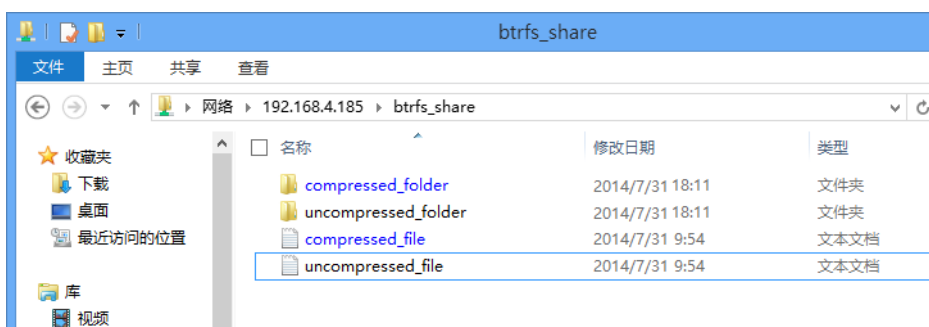 btrfs_share
文件 主页 共享 查看
网络 192.168.4.185 btrfs_share
收藏夹
下载
桌面
最近访问的位置
库
视频
名称 修改日期 类型
compressed_folder 2014/7/31 18:11 文件夹
uncompressed_folder 2014/7/31 18:11 文件夹
compressed_file 2014/7/31 9:54 文本文档
uncompressed_file 2014/7/31 9:54 文本文档